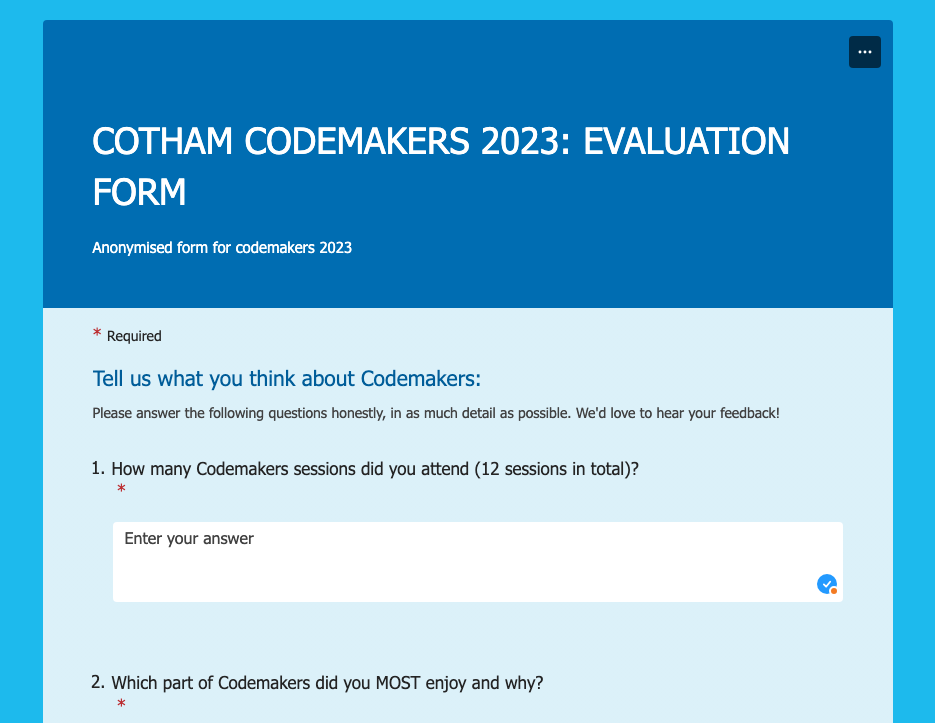 COTHAM CODEMAKERS 2023: EVALUATION
FORM
Anonymised form for codemakers 2023
* Required
Tell us what you think about Codemakers:
Please answer the following questions honestly, in as much detail as possible. We'd love to hear your feedback!
1. How many Codemakers sessions did you attend (12 sessions in total)?
*
Enter your answer
2. Which part of Codemakers did you MOST enjoy and why?
*